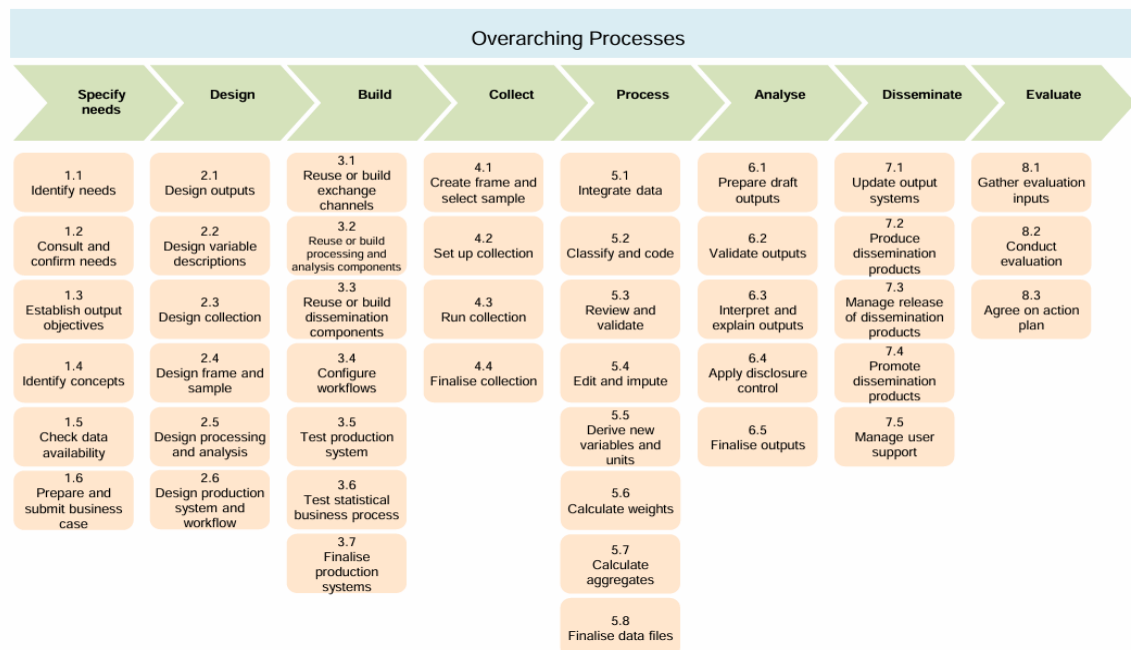 Overarching Processes
Specify
needs
Design
Build
Collect
Process
Analyse
Disseminate
Evaluate
1.1
Identify needs
1.2
Consult and
confirm needs
1.3
Establish output
objectives
1.4
Identify concepts
1.5
Check data
availability
1.6
Prepare and
submit business
case
2.1
Design outputs
2.2
Design variable
descriptions
2.3
Design collection
2.4
Design frame and
sample
2.5
Design processing
and analysis
2.6
Design production
system and
workflow
3.1
Reuse or build
exchange
channels
3.2
Reuse or build
processing and
analysis components
3.3
Reuse or build
dissemination
components
3.4
Configure
workflows
3.5
Test production
system
3.6
Test statistical
business process
3.7
Finalise
production
systems
4.1
Create frame and
select sample
4.2
Set up collection
4.3
Run collection
4.4
Finalise collection
5.1
Integrate data
5.2
Classify and code
5.3
Review and
validate
5.4
Edit and impute
5.5
Derive new
variables and
units
5.6
Calculate weights
5.7
Calculate
aggregates
5.8
Finalise data files
6.1
Prepare draft
outputs
6.2
Validate outputs
6.3
Interpret and
explain outputs
6.4
Apply disclosure
control
6.5
Finalise outputs
7.1
Update output
systems
7.2
Produce
dissemination
products
7.3
Manage release
of dissemination
products
7.4
Promote
dissemination
products
7.5
Manage user
support
8.1
Gather evaluation
inputs
8.2
Conduct
evaluation
8.3
Agree on action
plan